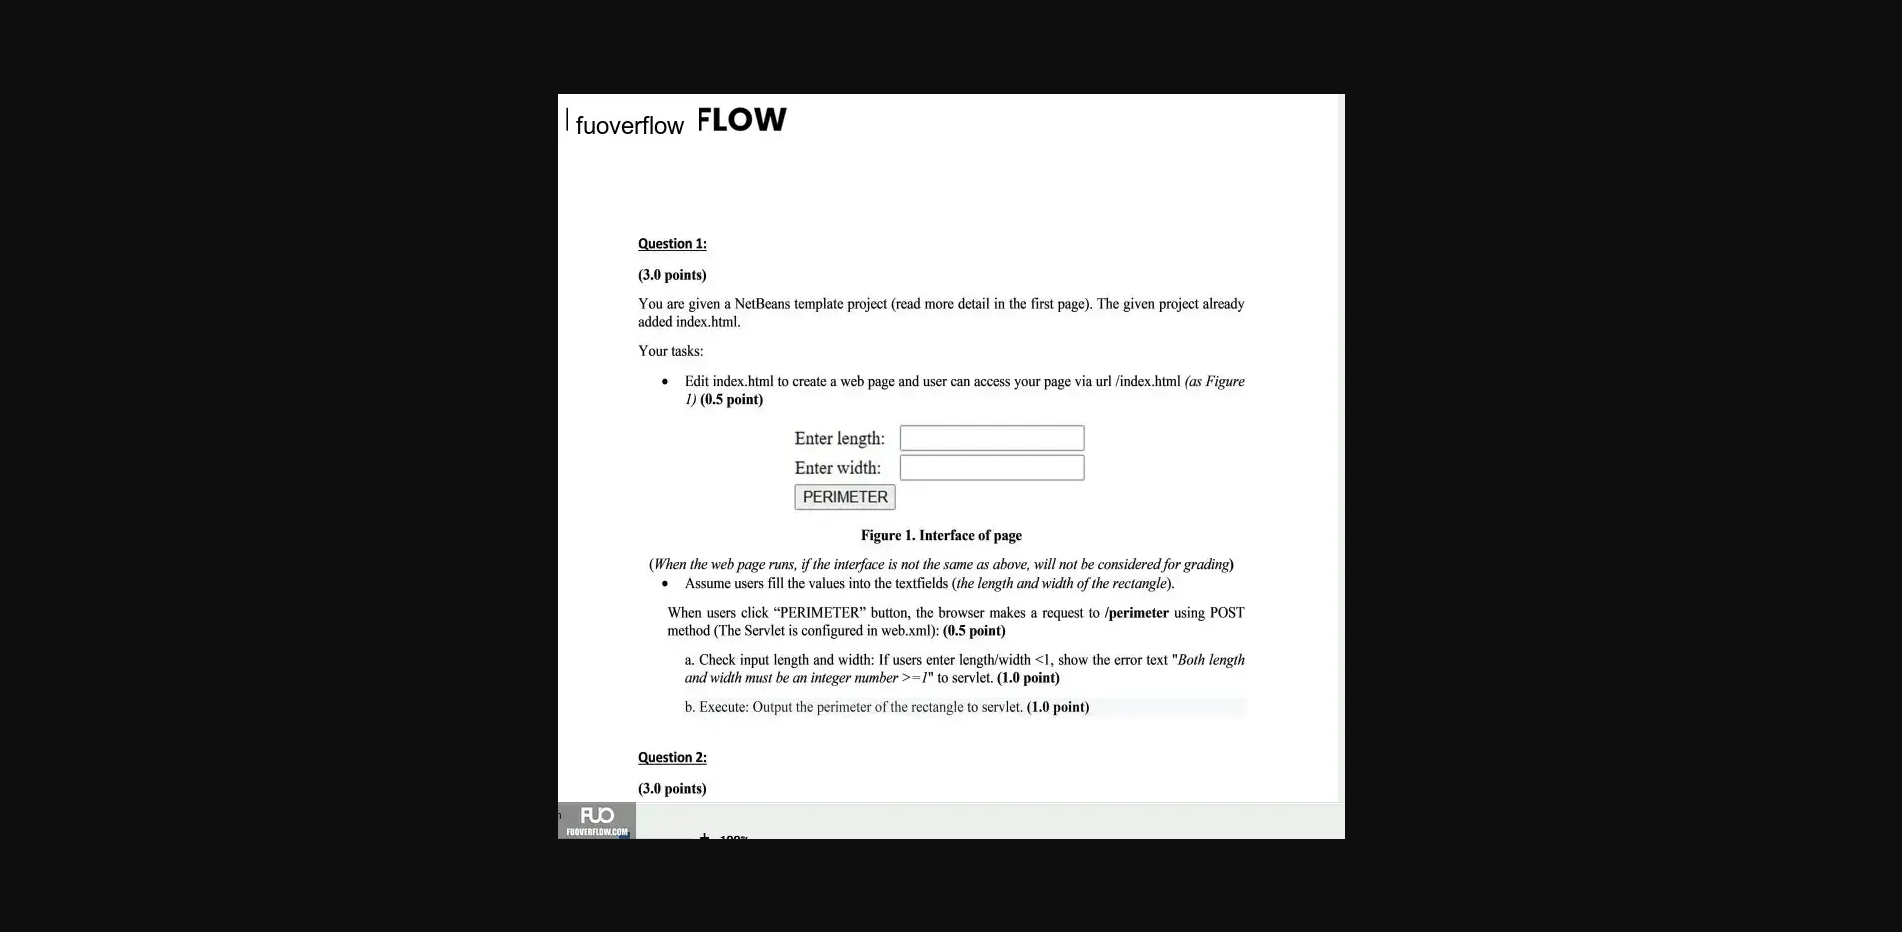 fuoverflow FLOW
Question 1:
(3.0 points)
You are given a NetBeans template project (read more detail in the first page). The given project already
added index.html.
Your tasks:
• Edit index.html to create a web page and user can access your page via url /index.html (as Figure
1) (0.5 point)
Enter length:
Enter width:
PERIMETER
Figure 1. Interface of page
(When the web page runs, if the interface is not the same as above, will not be considered for grading)
• Assume users fill the values into the textfields (the length and width of the rectangle).
When users click “PERIMETER” button, the browser makes a request to /perimeter using POST
method (The Servlet is configured in web.xml): (0.5 point)
a. Check input length and width: If users enter length/width <1, show the error text "Both length
and width must be an integer number >=1" to servlet. (1.0 point)
b. Execute: Output the perimeter of the rectangle to servlet. (1.0 point)
Question 2:
(3.0 points)
FUO
FUOVERFLOW.COM